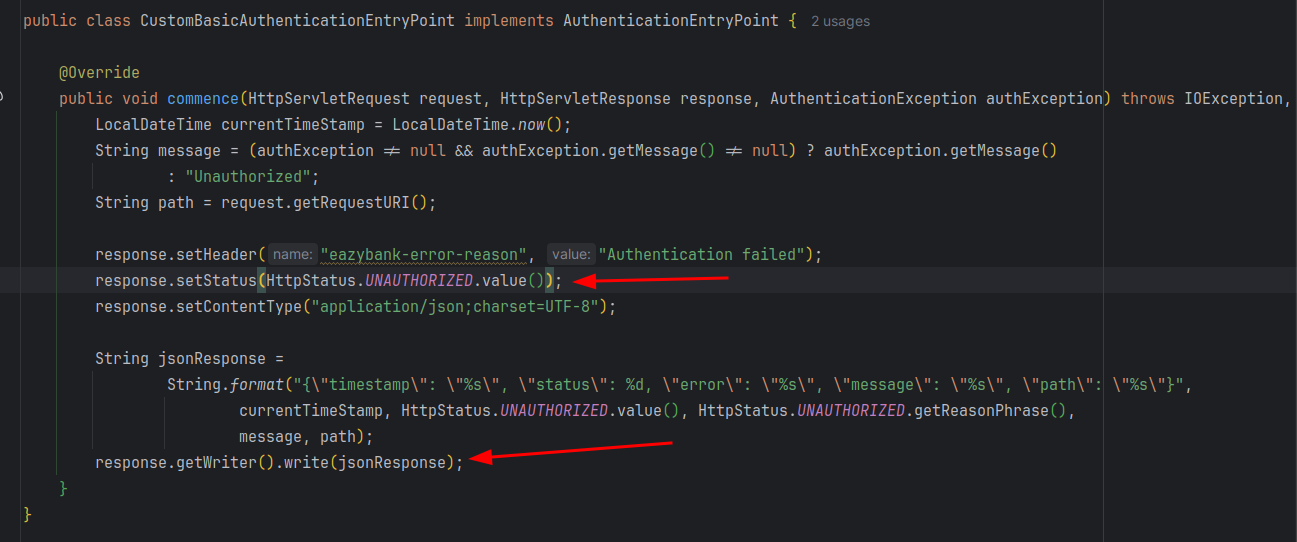 public class CustomBasicAuthenticationEntryPoint implements AuthenticationEntryPoint { 2 usages
@Override
public void commence(HttpServletRequest request, HttpServletResponse response, AuthenticationException authException) throws IOException,
LocalDateTime currentTimeStamp = LocalDateTime.now();
String message = (authException != null && authException.getMessage() != null) ? authException.getMessage()
: "Unauthorized";
String path = request.getRequestURI();
response.setHeader( name: "eazybank-error-reason", value: "Authentication failed");
response.setStatus(HttpStatus.UNAUTHORIZED.value());
response.setContentType("application/json;charset=UTF-8");
String jsonResponse =
String.format("{\"timestamp\": \"%s\", \"status\": %d, \"error\": \"%s\", \"message\": \"%s\", \"path\": \"%s\"}",
currentTimeStamp, HttpStatus.UNAUTHORIZED.value(), HttpStatus.UNAUTHORIZED.getReasonPhrase(),
message, path);
response.getWriter().write(jsonResponse);
}
}